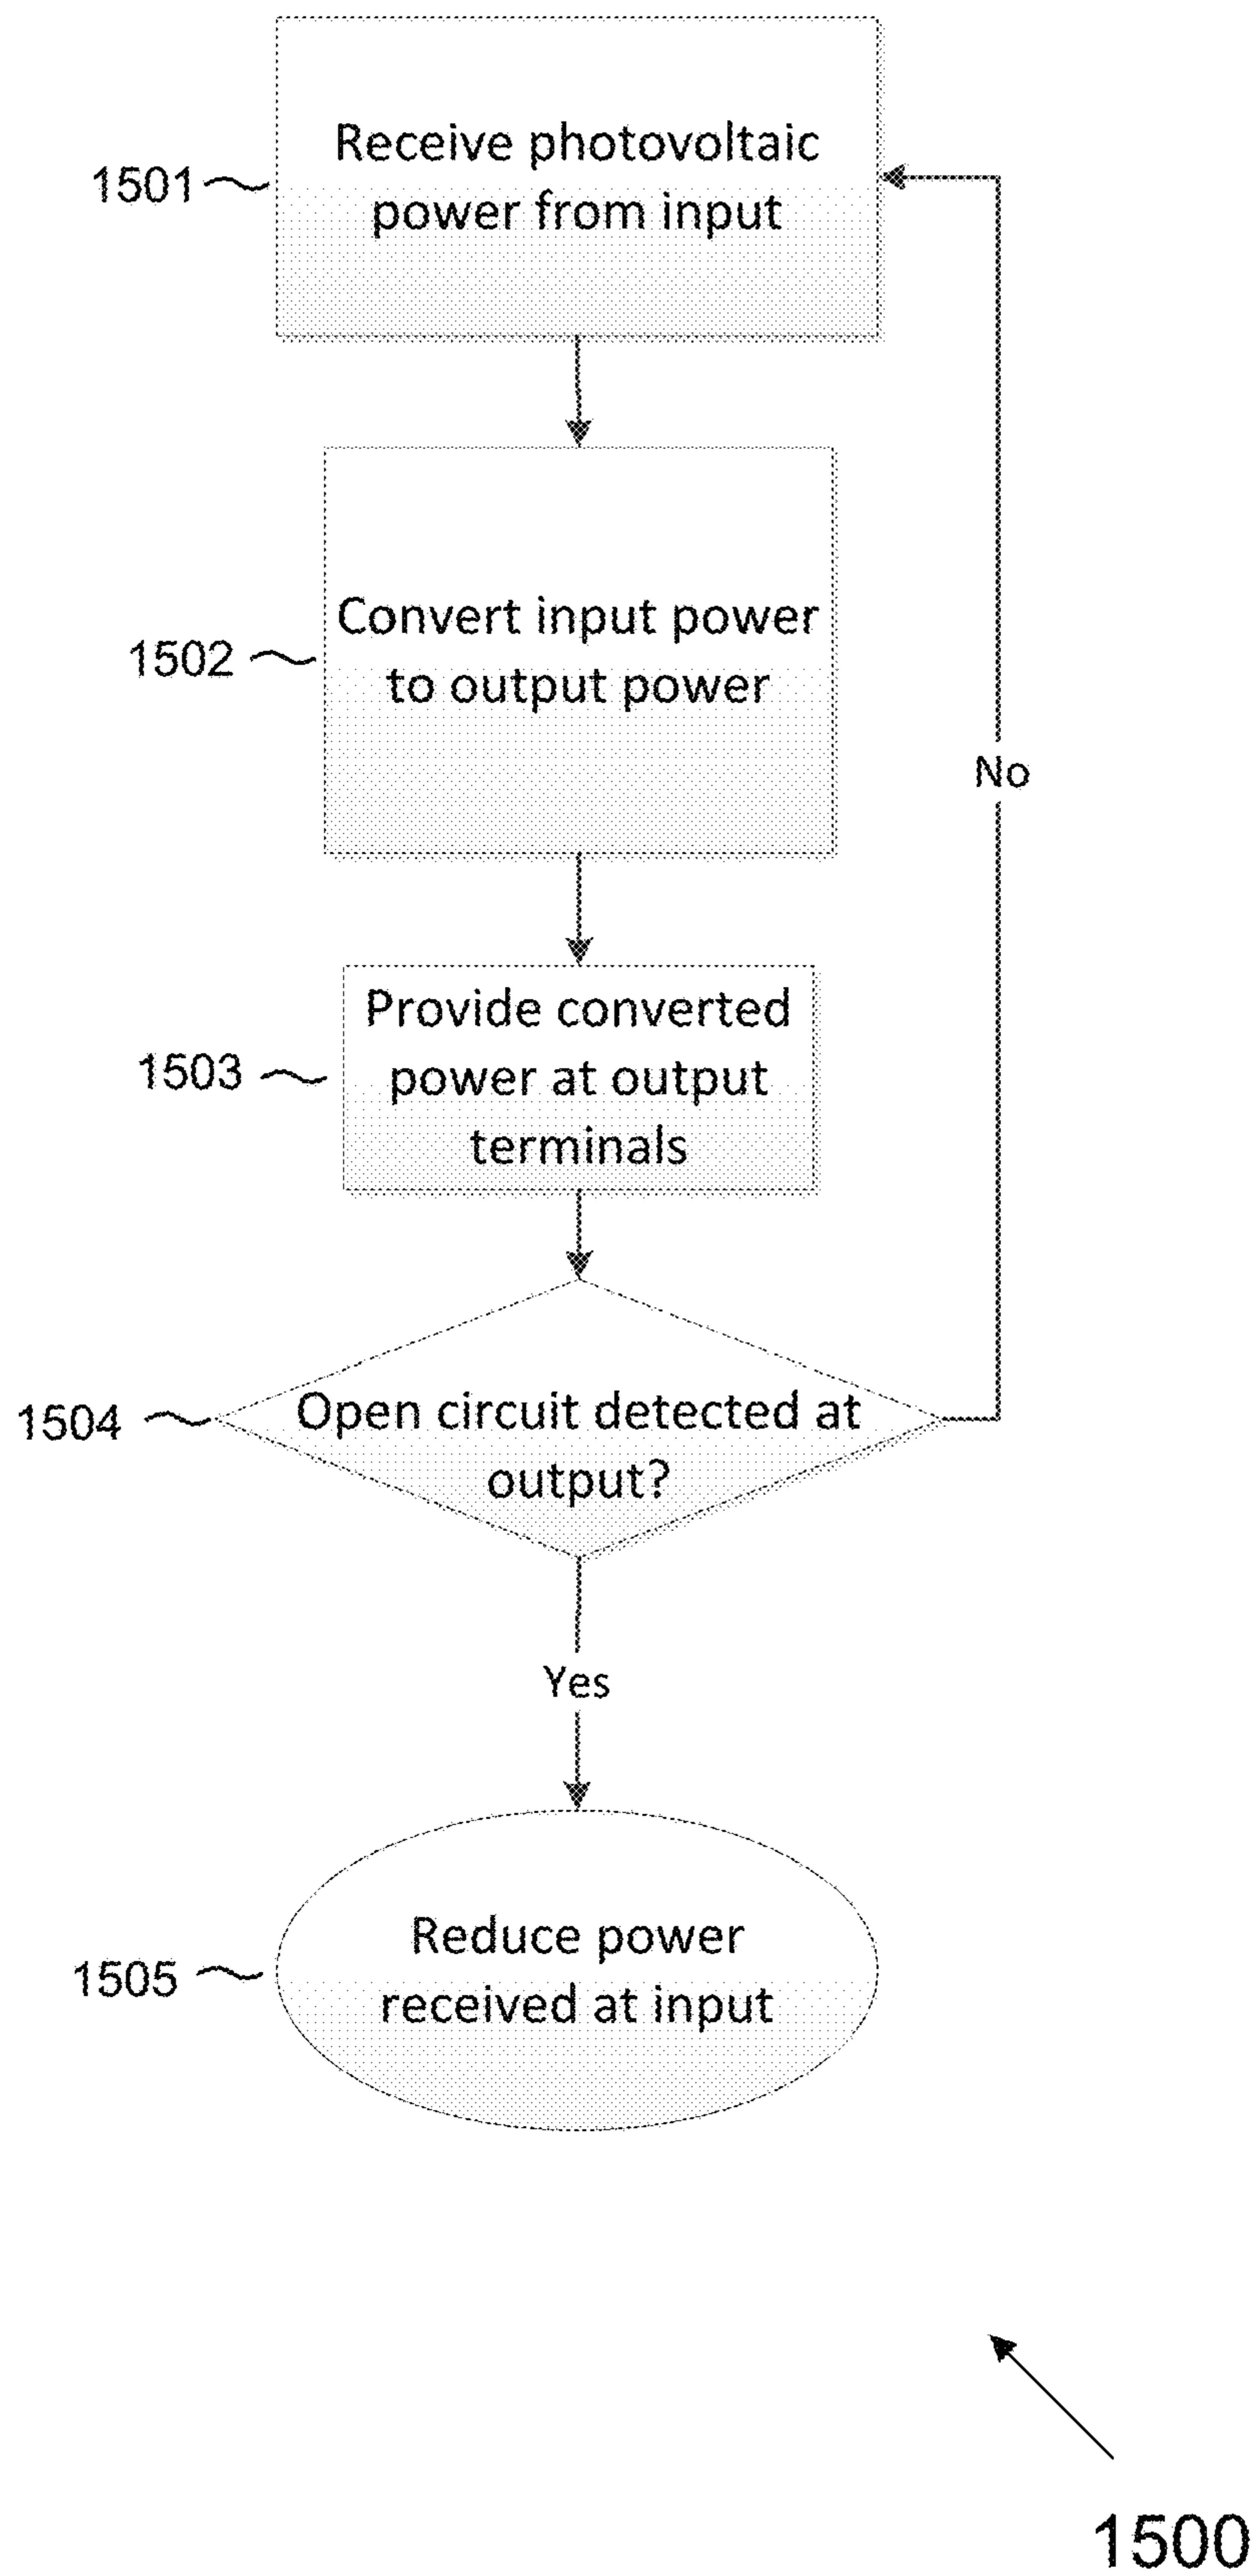 Receive photovoltaic
power from input
1501
Convert input power
to output power
1502
No
Provide converted
power at output
terminals
1503
Open circuit detected at
output?
1504
Yes
Reduce power
received at input
1505
1500